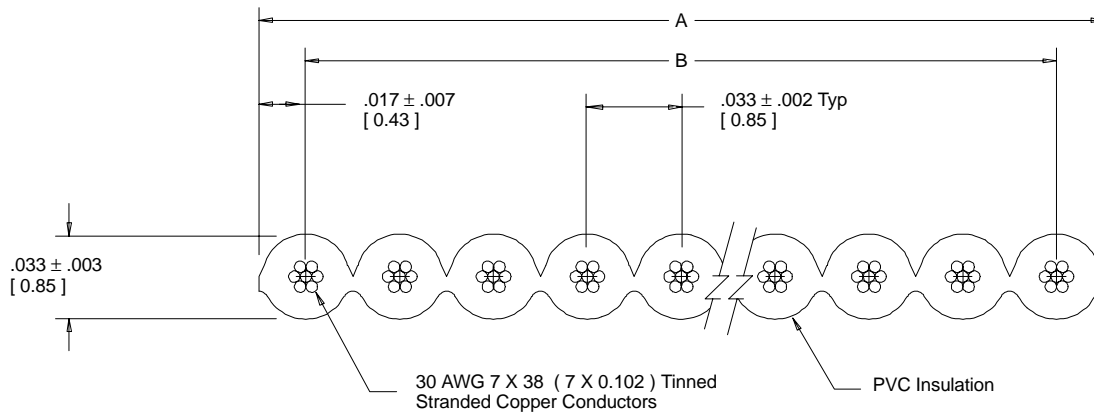 A
B
.017 ± .007
[ 0.43 ]
.033 ± .002 Typ
[ 0.85 ]
.033 ± .003
[ 0.85 ]
30 AWG 7 X 38 ( 7 X 0.102 ) Tinned
Stranded Copper Conductors
PVC Insulation